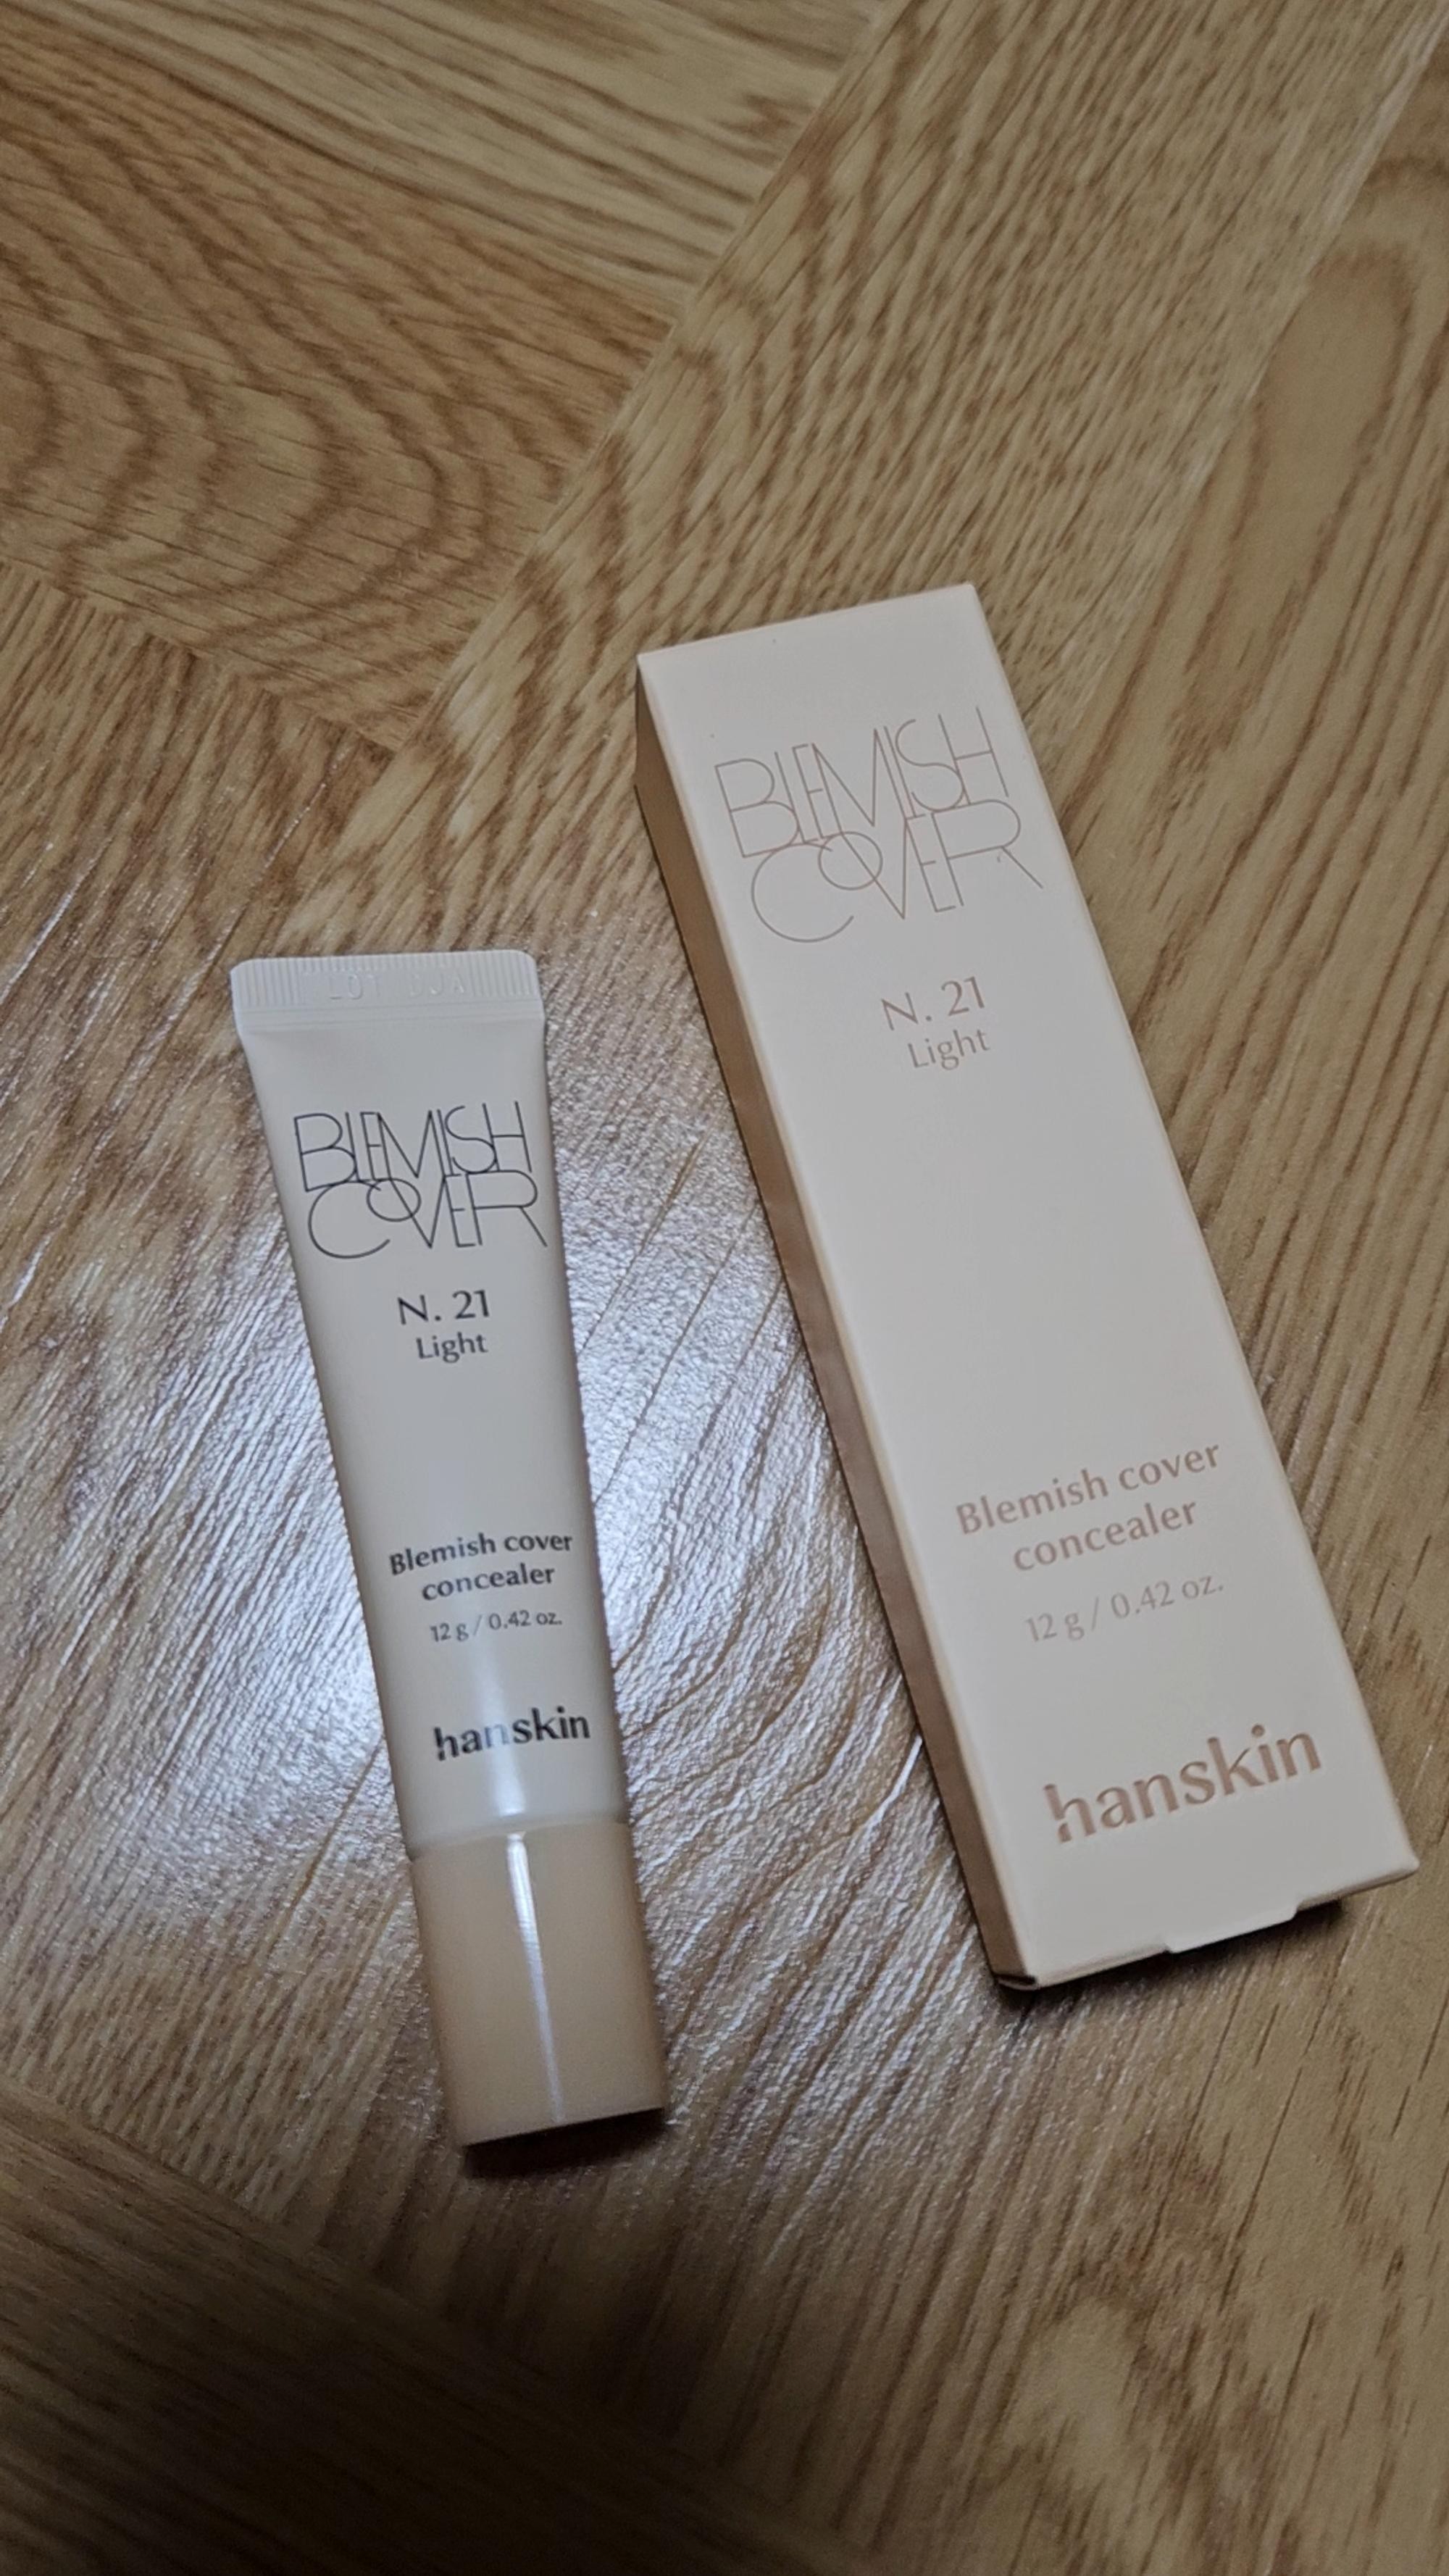 BLEMISH
COVER
N. 21
Light
Blemish cover
concealer
12 g / 0.42 oz.
hanskin
LOT
BLEMISH
COVER
N. 21
Light
Blemish cover
concealer
12 g / 0.42 oz.
hanskin